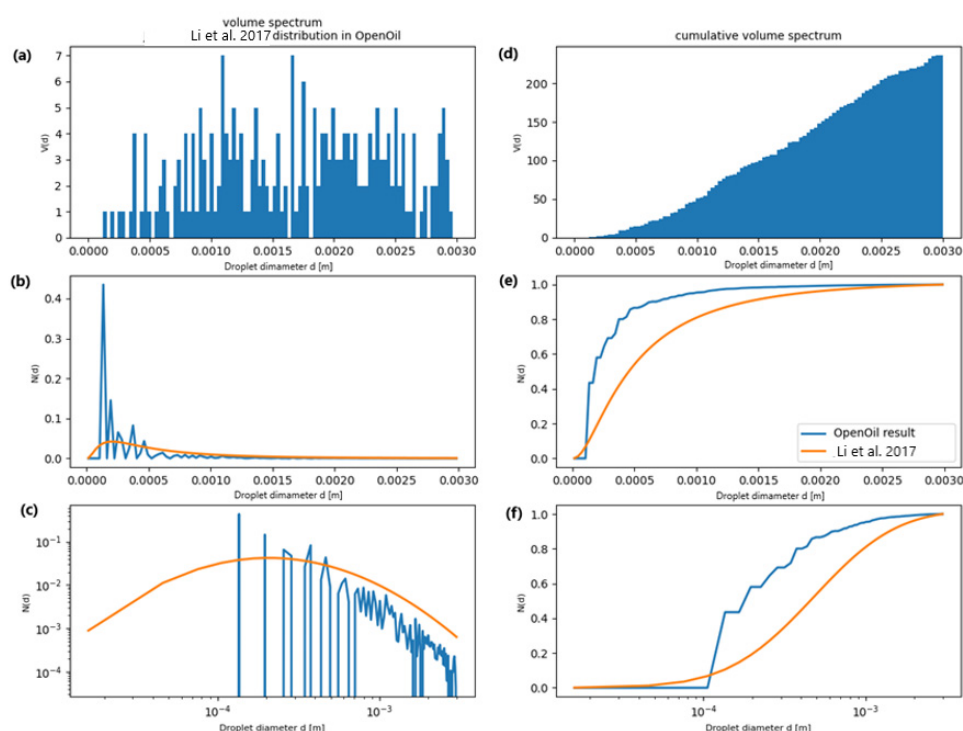 volume spectrum
Li et al. 2017 distribution in OpenOil
cumulative volume spectrum
(a)
7
6
5
4
3
2
1
0
V(d)
0.0000 0.0005 0.0010 0.0015 0.0020 0.0025 0.0030
Droplet dimameter d [m]
(d)
200
150
100
50
0
V(d)
0.0000 0.0005 0.0010 0.0015 0.0020 0.0025 0.0030
Droplet dimameter d [m]
(b)
0.4
0.3
0.2
0.1
0.0
N(d)
0.0000 0.0005 0.0010 0.0015 0.0020 0.0025 0.0030
Droplet dimameter d [m]
(e)
1.0
0.8
0.6
0.4
0.2
0.0
N(d)
OpenOil result
Li et al. 2017
0.0000 0.0005 0.0010 0.0015 0.0020 0.0025 0.0030
Droplet dimameter d [m]
(c)
10⁻¹
10⁻²
10⁻³
10⁻⁴
N(d)
10⁻⁴ 10⁻³
Droplet dimameter d [m]
(f)
1.0
0.8
0.6
0.4
0.2
0.0
N(d)
10⁻⁴ 10⁻³
Droplet dimameter d [m]